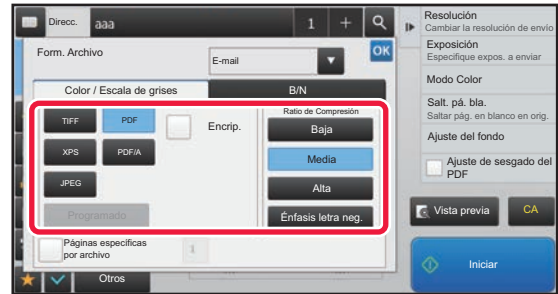 Direcc.
aaa
1
Form. Archivo
E-mail
OK
Color / Escala de grises
B/N
TIFF
PDF
Encrip.
XPS
PDF/A
JPEG
Programado
Ratio de Compresión
Baja
Media
Alta
Énfasis letra neg.
Páginas específicas
por archivo
1
Otros
Resolución
Cambiar la resolución de envío
Exposición
Especifique expos. a enviar
Modo Color
Salt. pá. bla.
Saltar pág. en blanco en orig.
Ajuste del fondo
Ajuste de sesgado del
PDF
Vista previa
CA
Iniciar